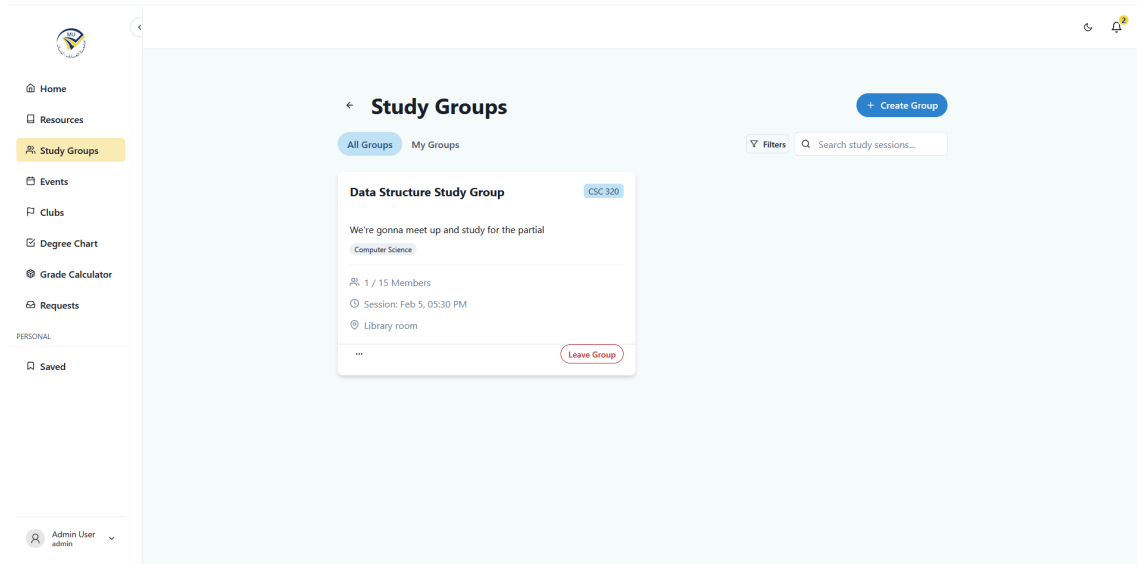 MU
2
Home
Resources
Study Groups
Events
Clubs
Degree Chart
Grade Calculator
Requests
PERSONAL
Saved
Admin User
admin
Study Groups
+ Create Group
All Groups
My Groups
Filters
Search study sessions...
Data Structure Study Group
CSC 320
We're gonna meet up and study for the partial
Computer Science
1 / 15 Members
Session: Feb 5, 05:30 PM
Library room
...
Leave Group